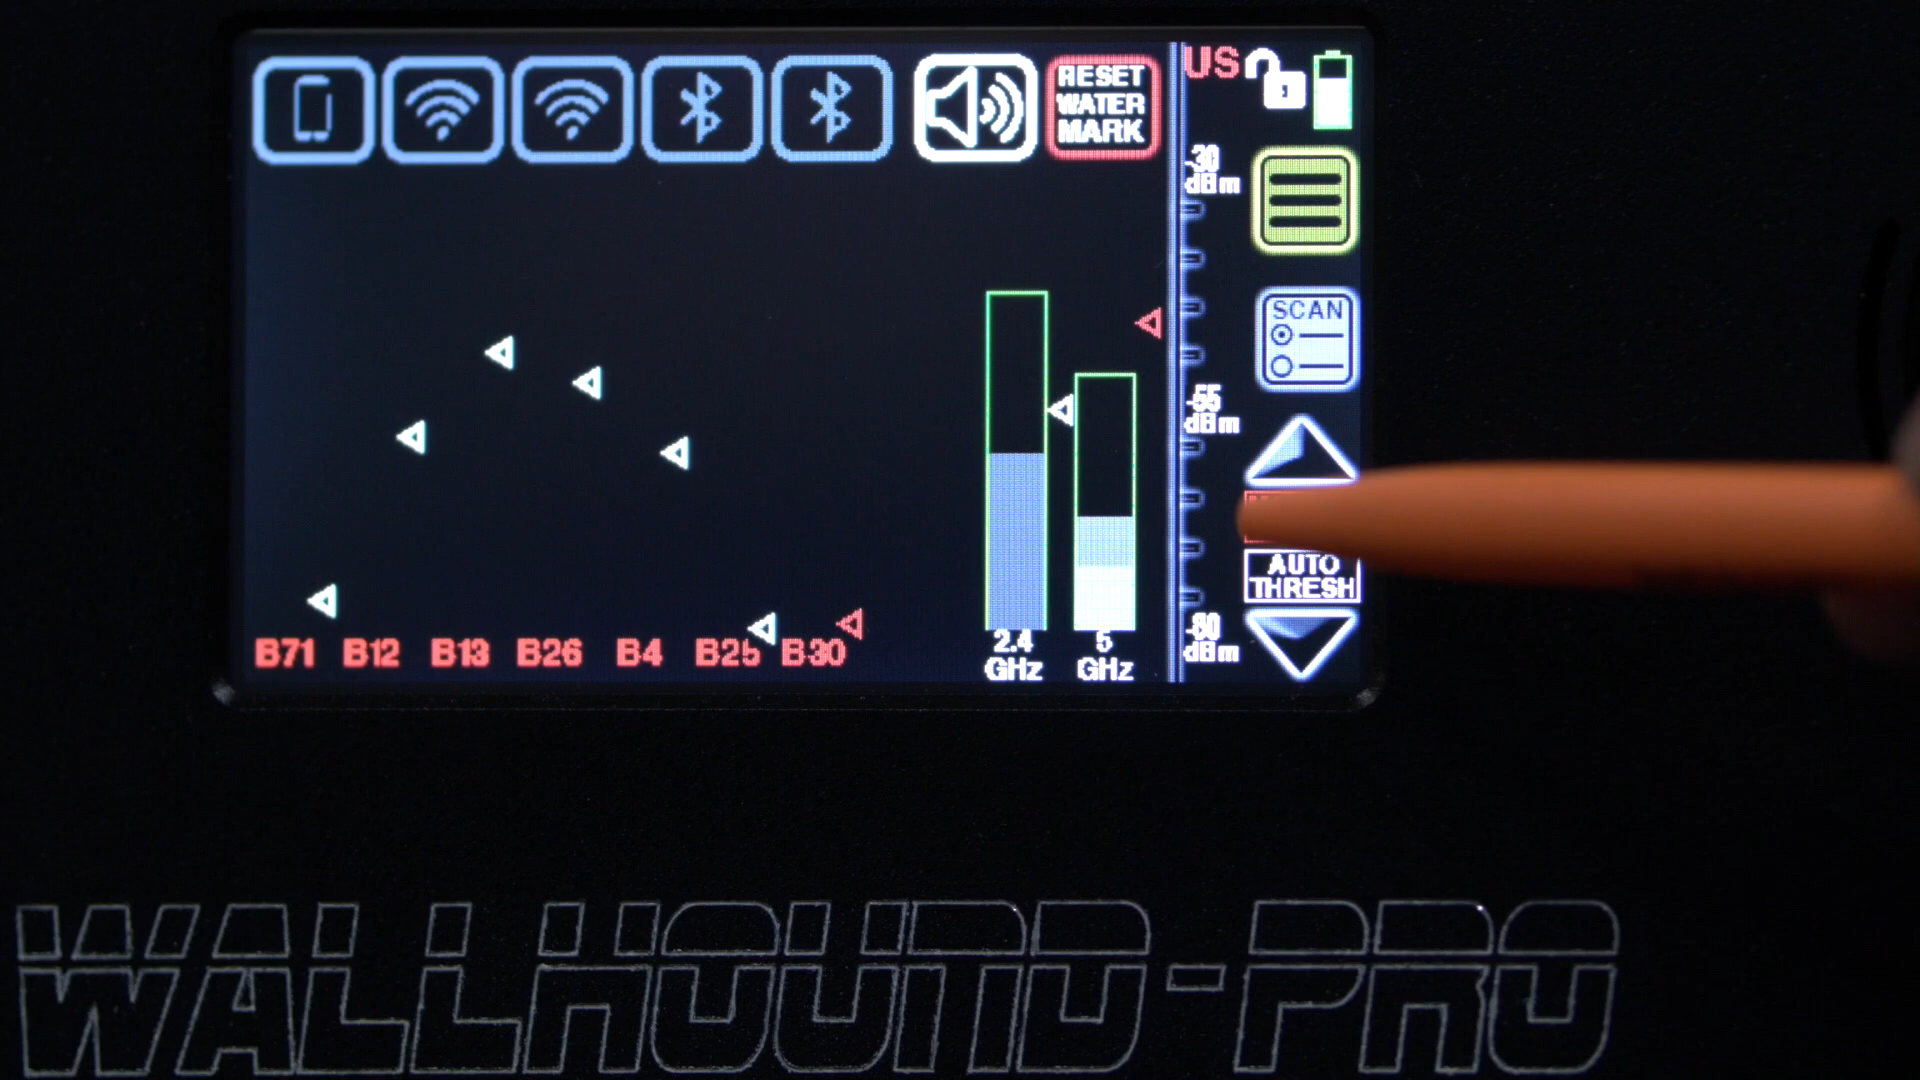 RESET
WATER
MARK
US
-30
dBm
SCAN
-55
dBm
AUTO
THRESH
-80
dBm
B71 B12 B13 B26 B4 B25 B30
2.4
GHz
5
GHz
WALLHOUND-PRO